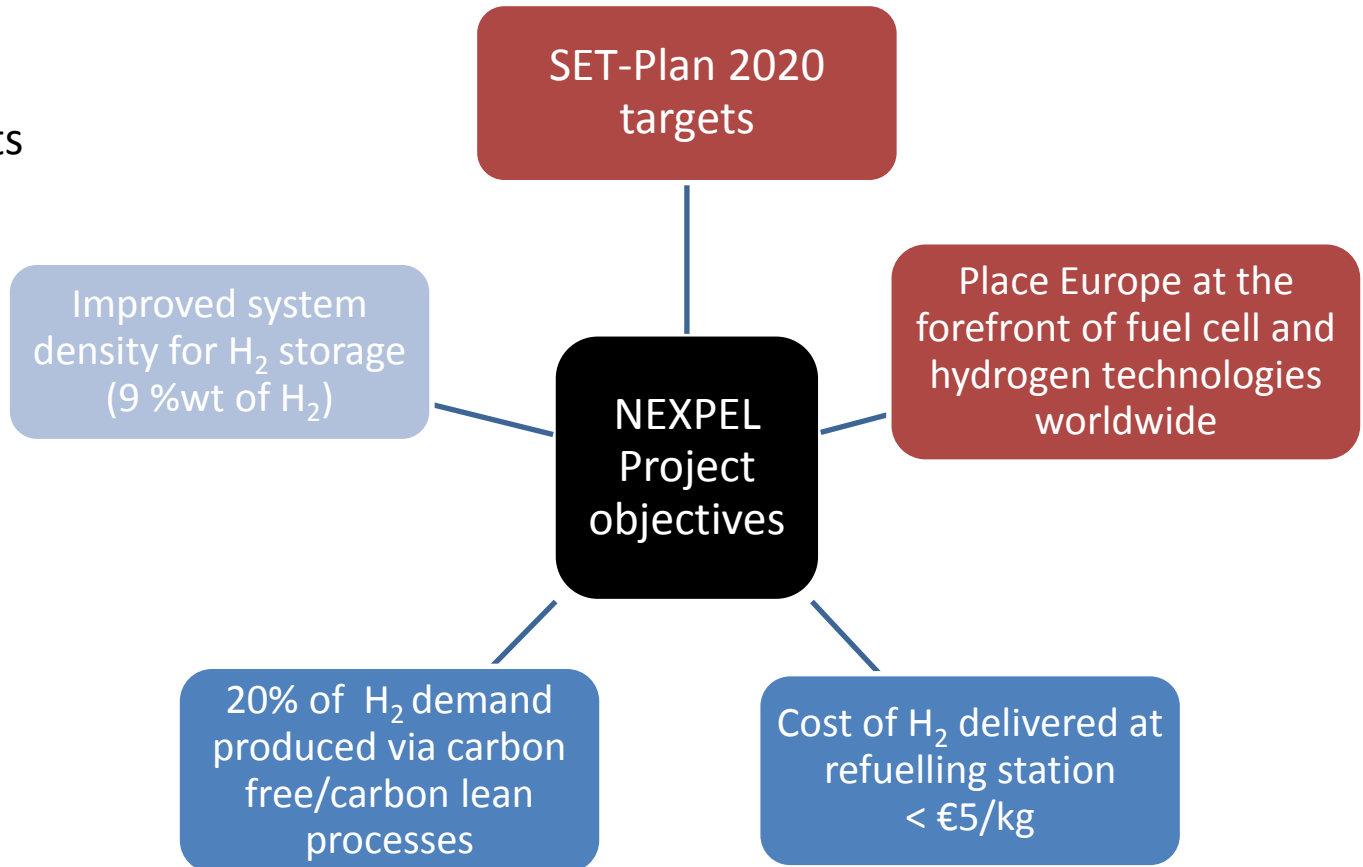 SET-Plan 2020
targets
Improved system
density for H₂ storage
(9 %wt of H₂)
Place Europe at the
forefront of fuel cell and
hydrogen technologies
worldwide
NEXPEL
Project
objectives
20% of H₂ demand
produced via carbon
free/carbon lean
processes
Cost of H₂ delivered at
refuelling station
< €5/kg